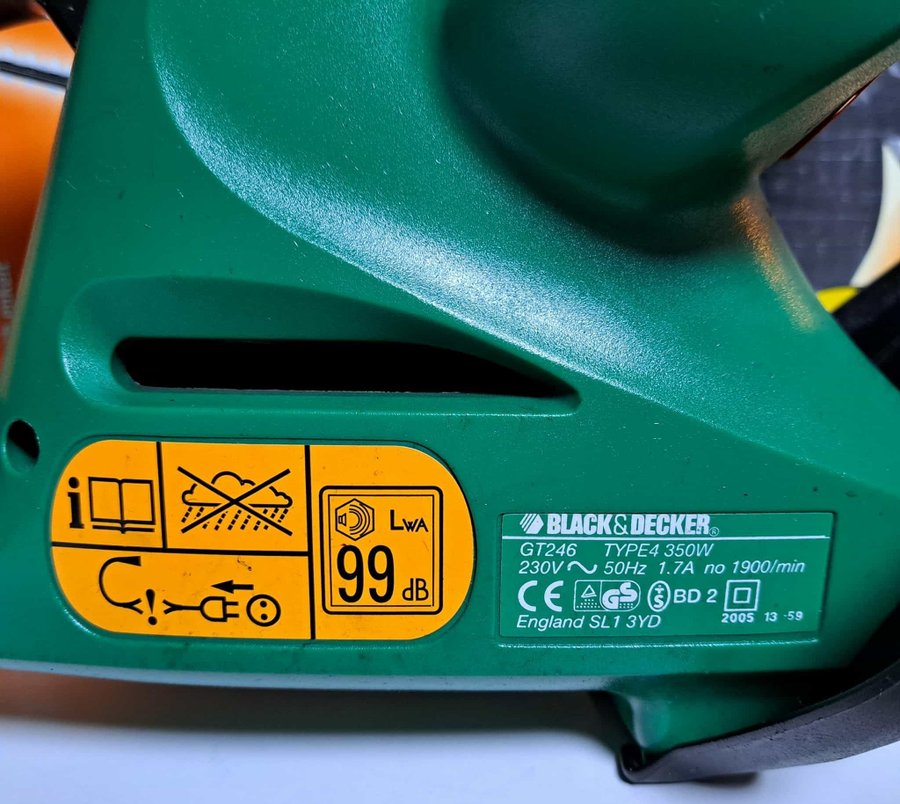 i
LWA
99 dB
BLACK&DECKER®
GT246 TYPE4 350W
230V ~ 50Hz 1.7A no 1900/min
CE GS S BD 2
England SL1 3YD
2005 13 -59